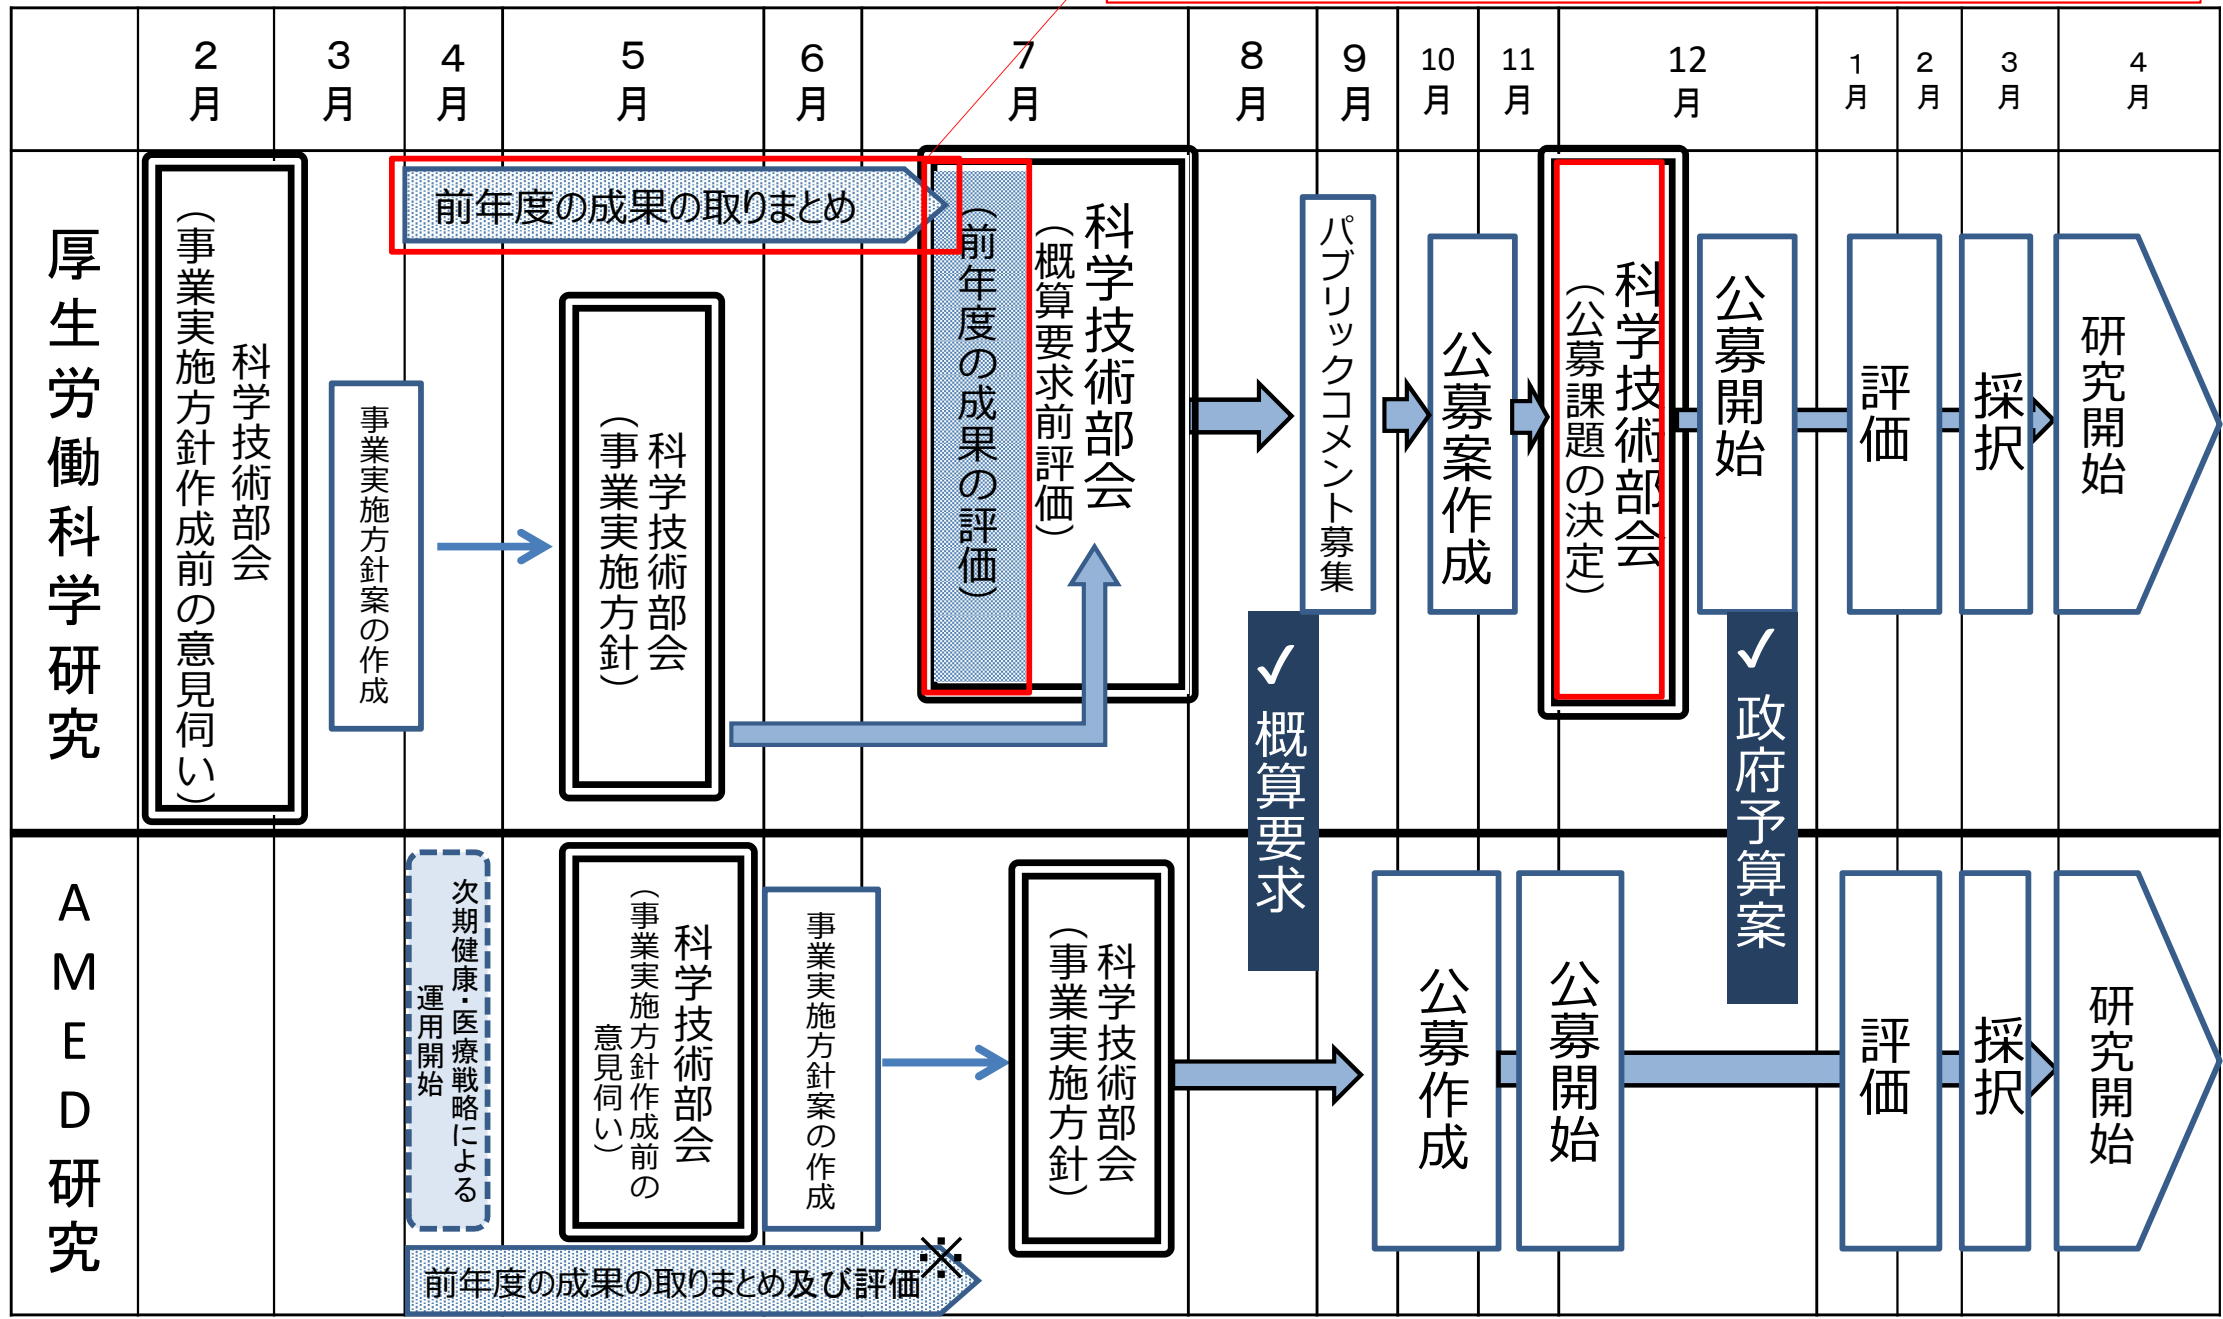 2月
3月
4月
5月
6月
7月
8月
9月
10月
11月
12月
1月
2月
3月
4月
厚生労働科学研究
科学技術部会
（事業実施方針作成前の意見伺い）
事業実施方針案の作成
前年度の成果の取りまとめ
科学技術部会
（事業実施方針）
科学技術部会
（概算要求前評価）
（前年度の成果の評価）
パブリックコメント募集
公募案作成
科学技術部会
（公募課題の決定）
公募開始
評価
採択
研究開始
✓概算要求
✓政府予算案
AMED研究
次期健康・医療戦略による
運用開始
科学技術部会
（事業実施方針作成前の
意見伺い）
事業実施方針案の作成
科学技術部会
（事業実施方針）
公募作成
公募開始
評価
採択
研究開始
前年度の成果の取りまとめ及び評価※